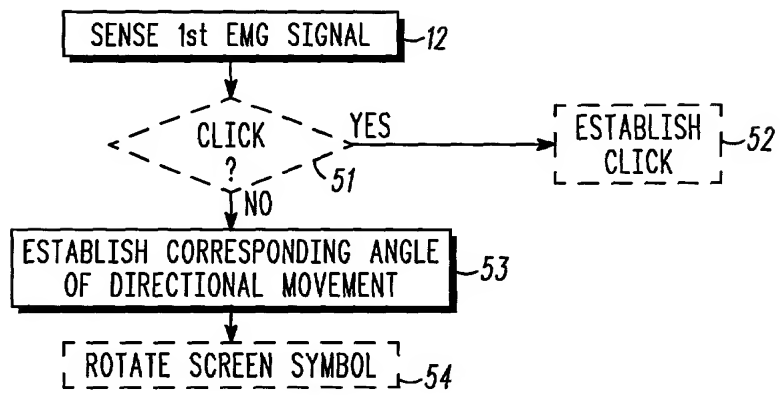 SENSE 1st EMG SIGNAL
12
CLICK
?
YES
51
ESTABLISH
CLICK
52
NO
ESTABLISH CORRESPONDING ANGLE
OF DIRECTIONAL MOVEMENT
53
ROTATE SCREEN SYMBOL
54